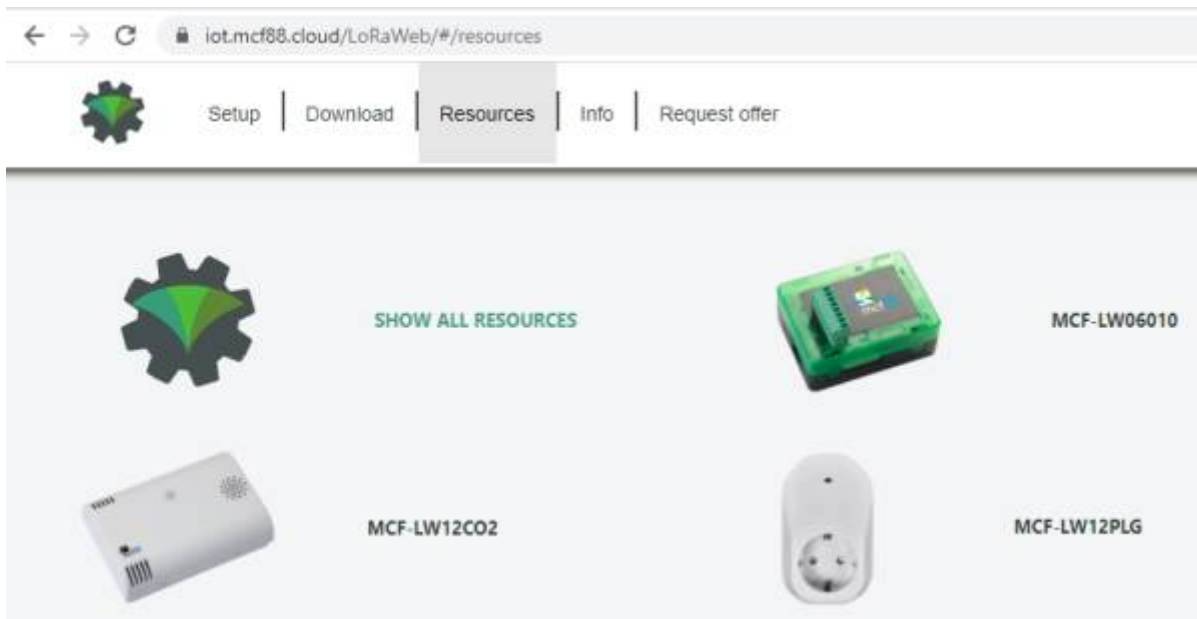 iot.mcf88.cloud/LoRaWeb/#/resources
Setup Download Resources Info Request offer
SHOW ALL RESOURCES MCF-LW06010
MCF-LW12CO2 MCF-LW12PLG